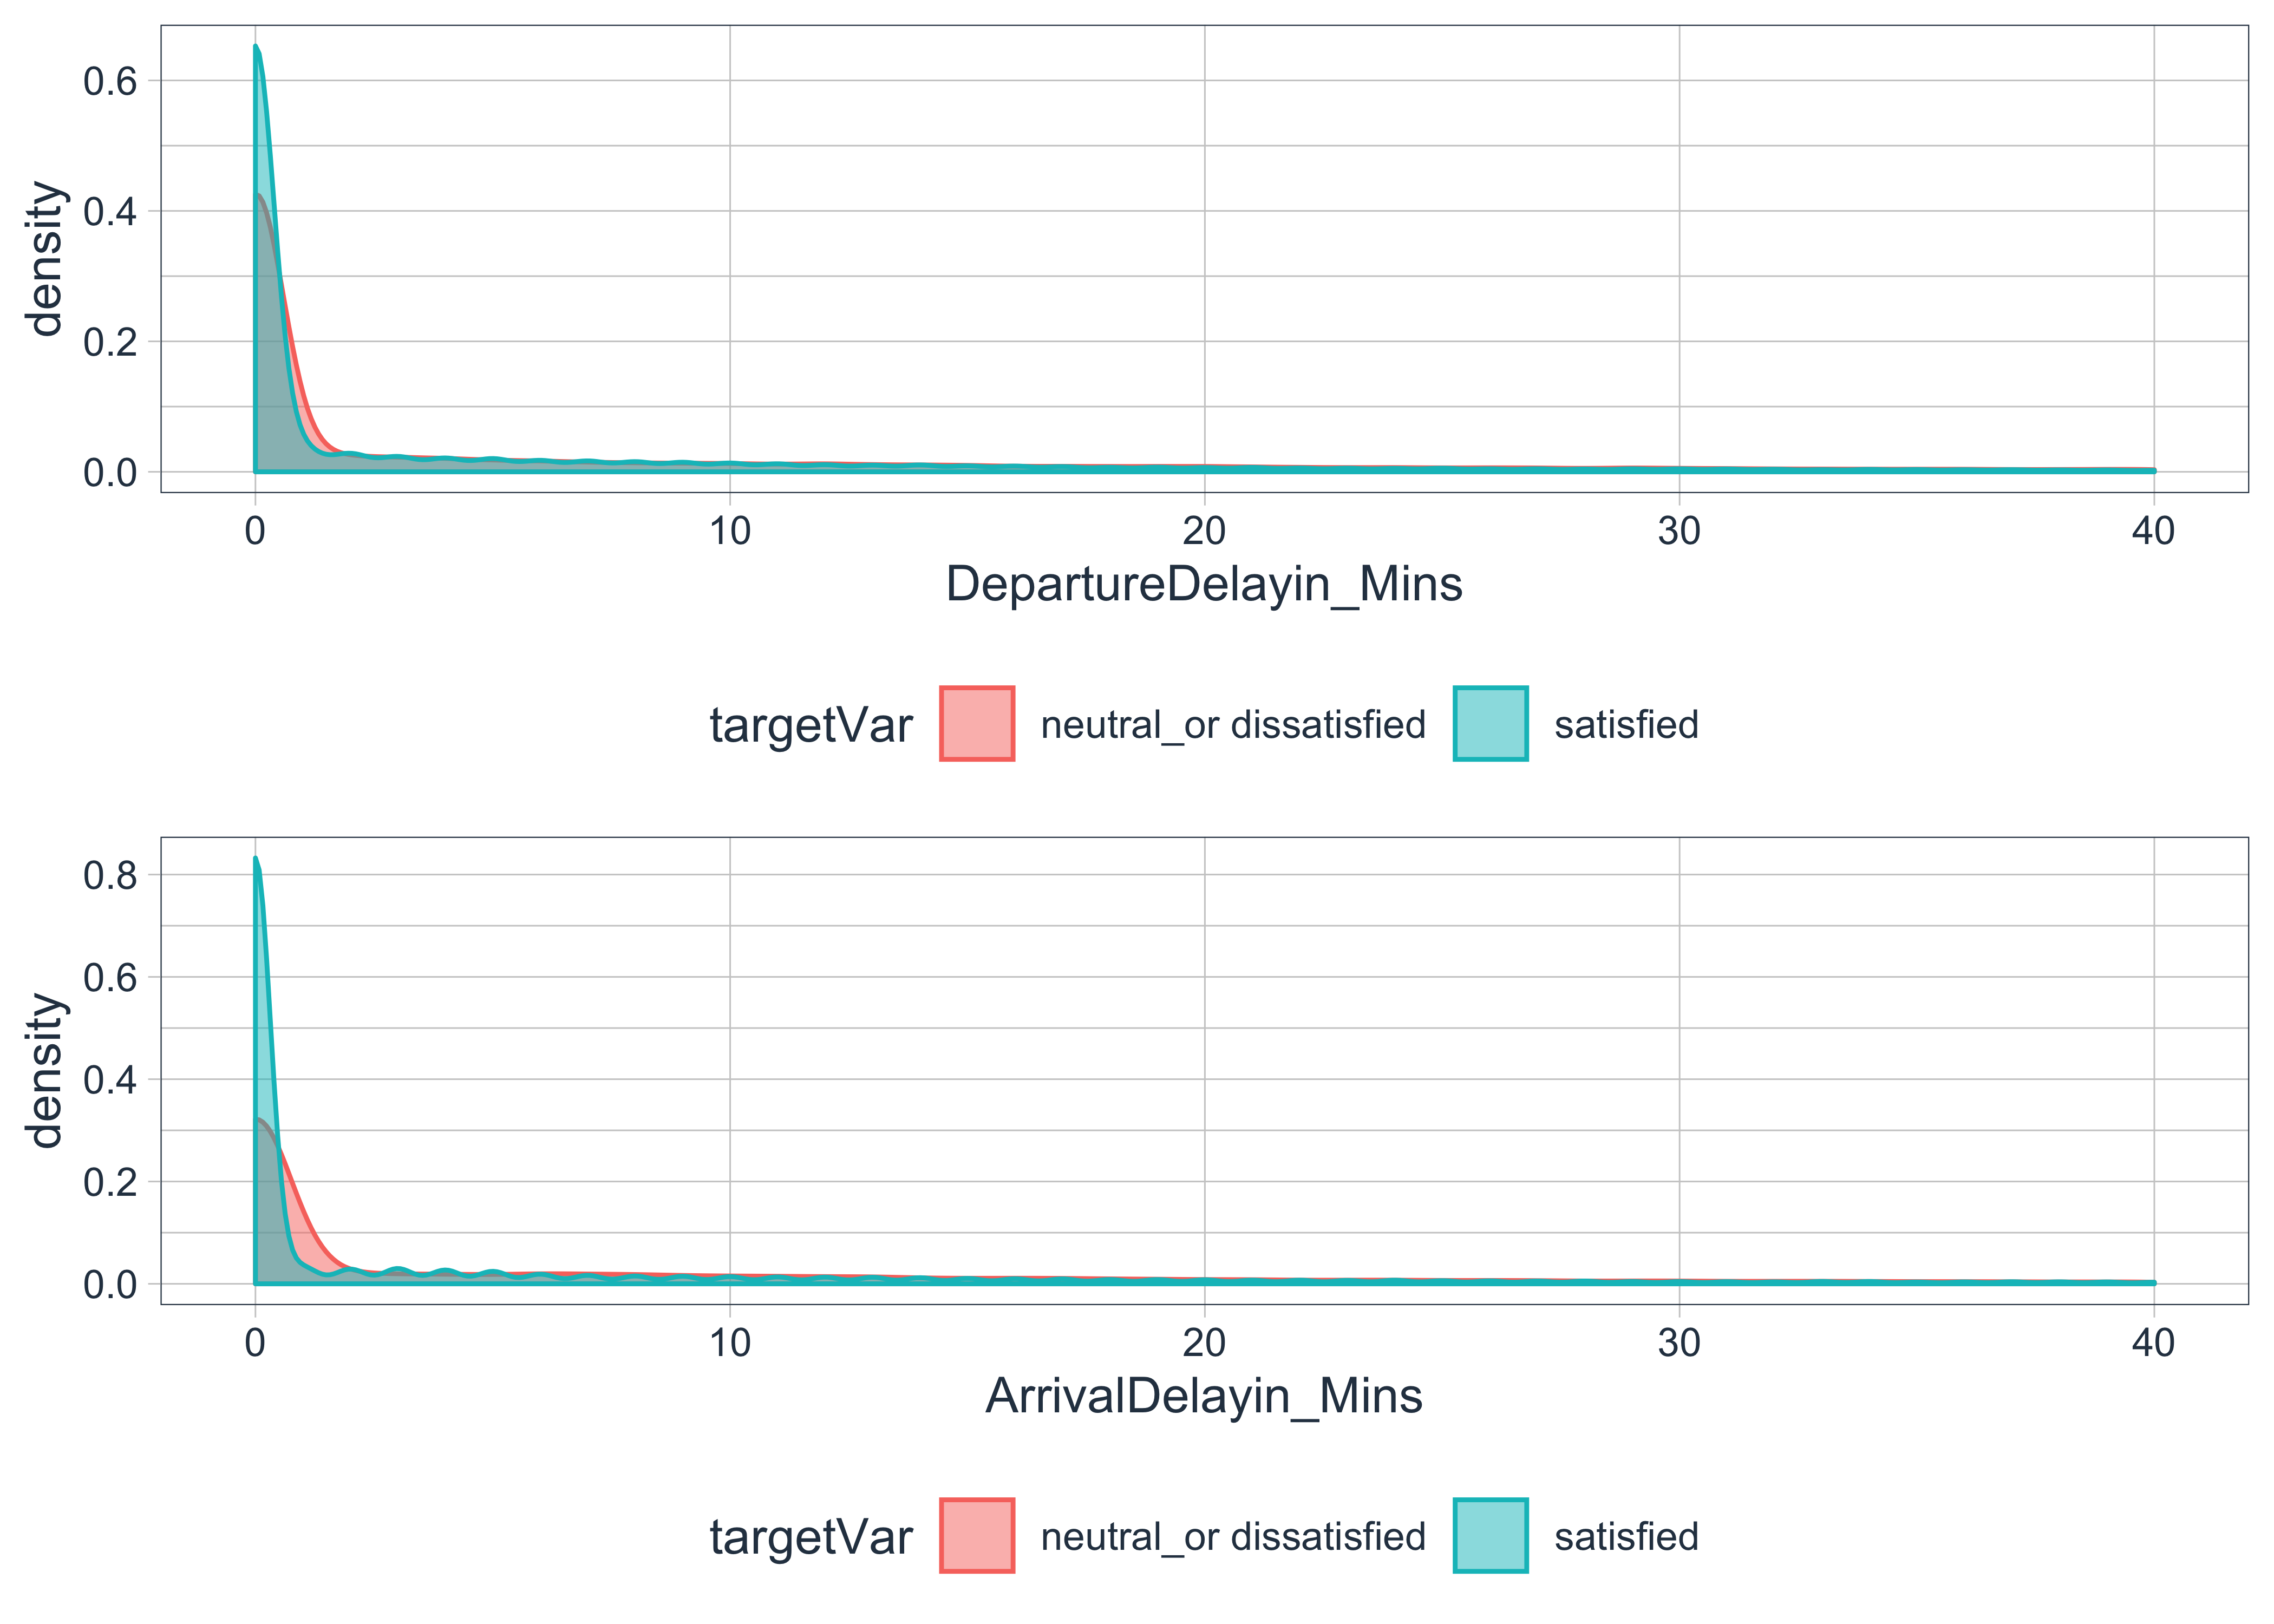 density
0.6
0.4
0.2
0.0
0 10 20 30 40
DepartureDelayin_Mins
targetVar neutral_or dissatisfied satisfied
density
0.8
0.6
0.4
0.2
0.0
0 10 20 30 40
ArrivalDelayin_Mins
targetVar neutral_or dissatisfied satisfied